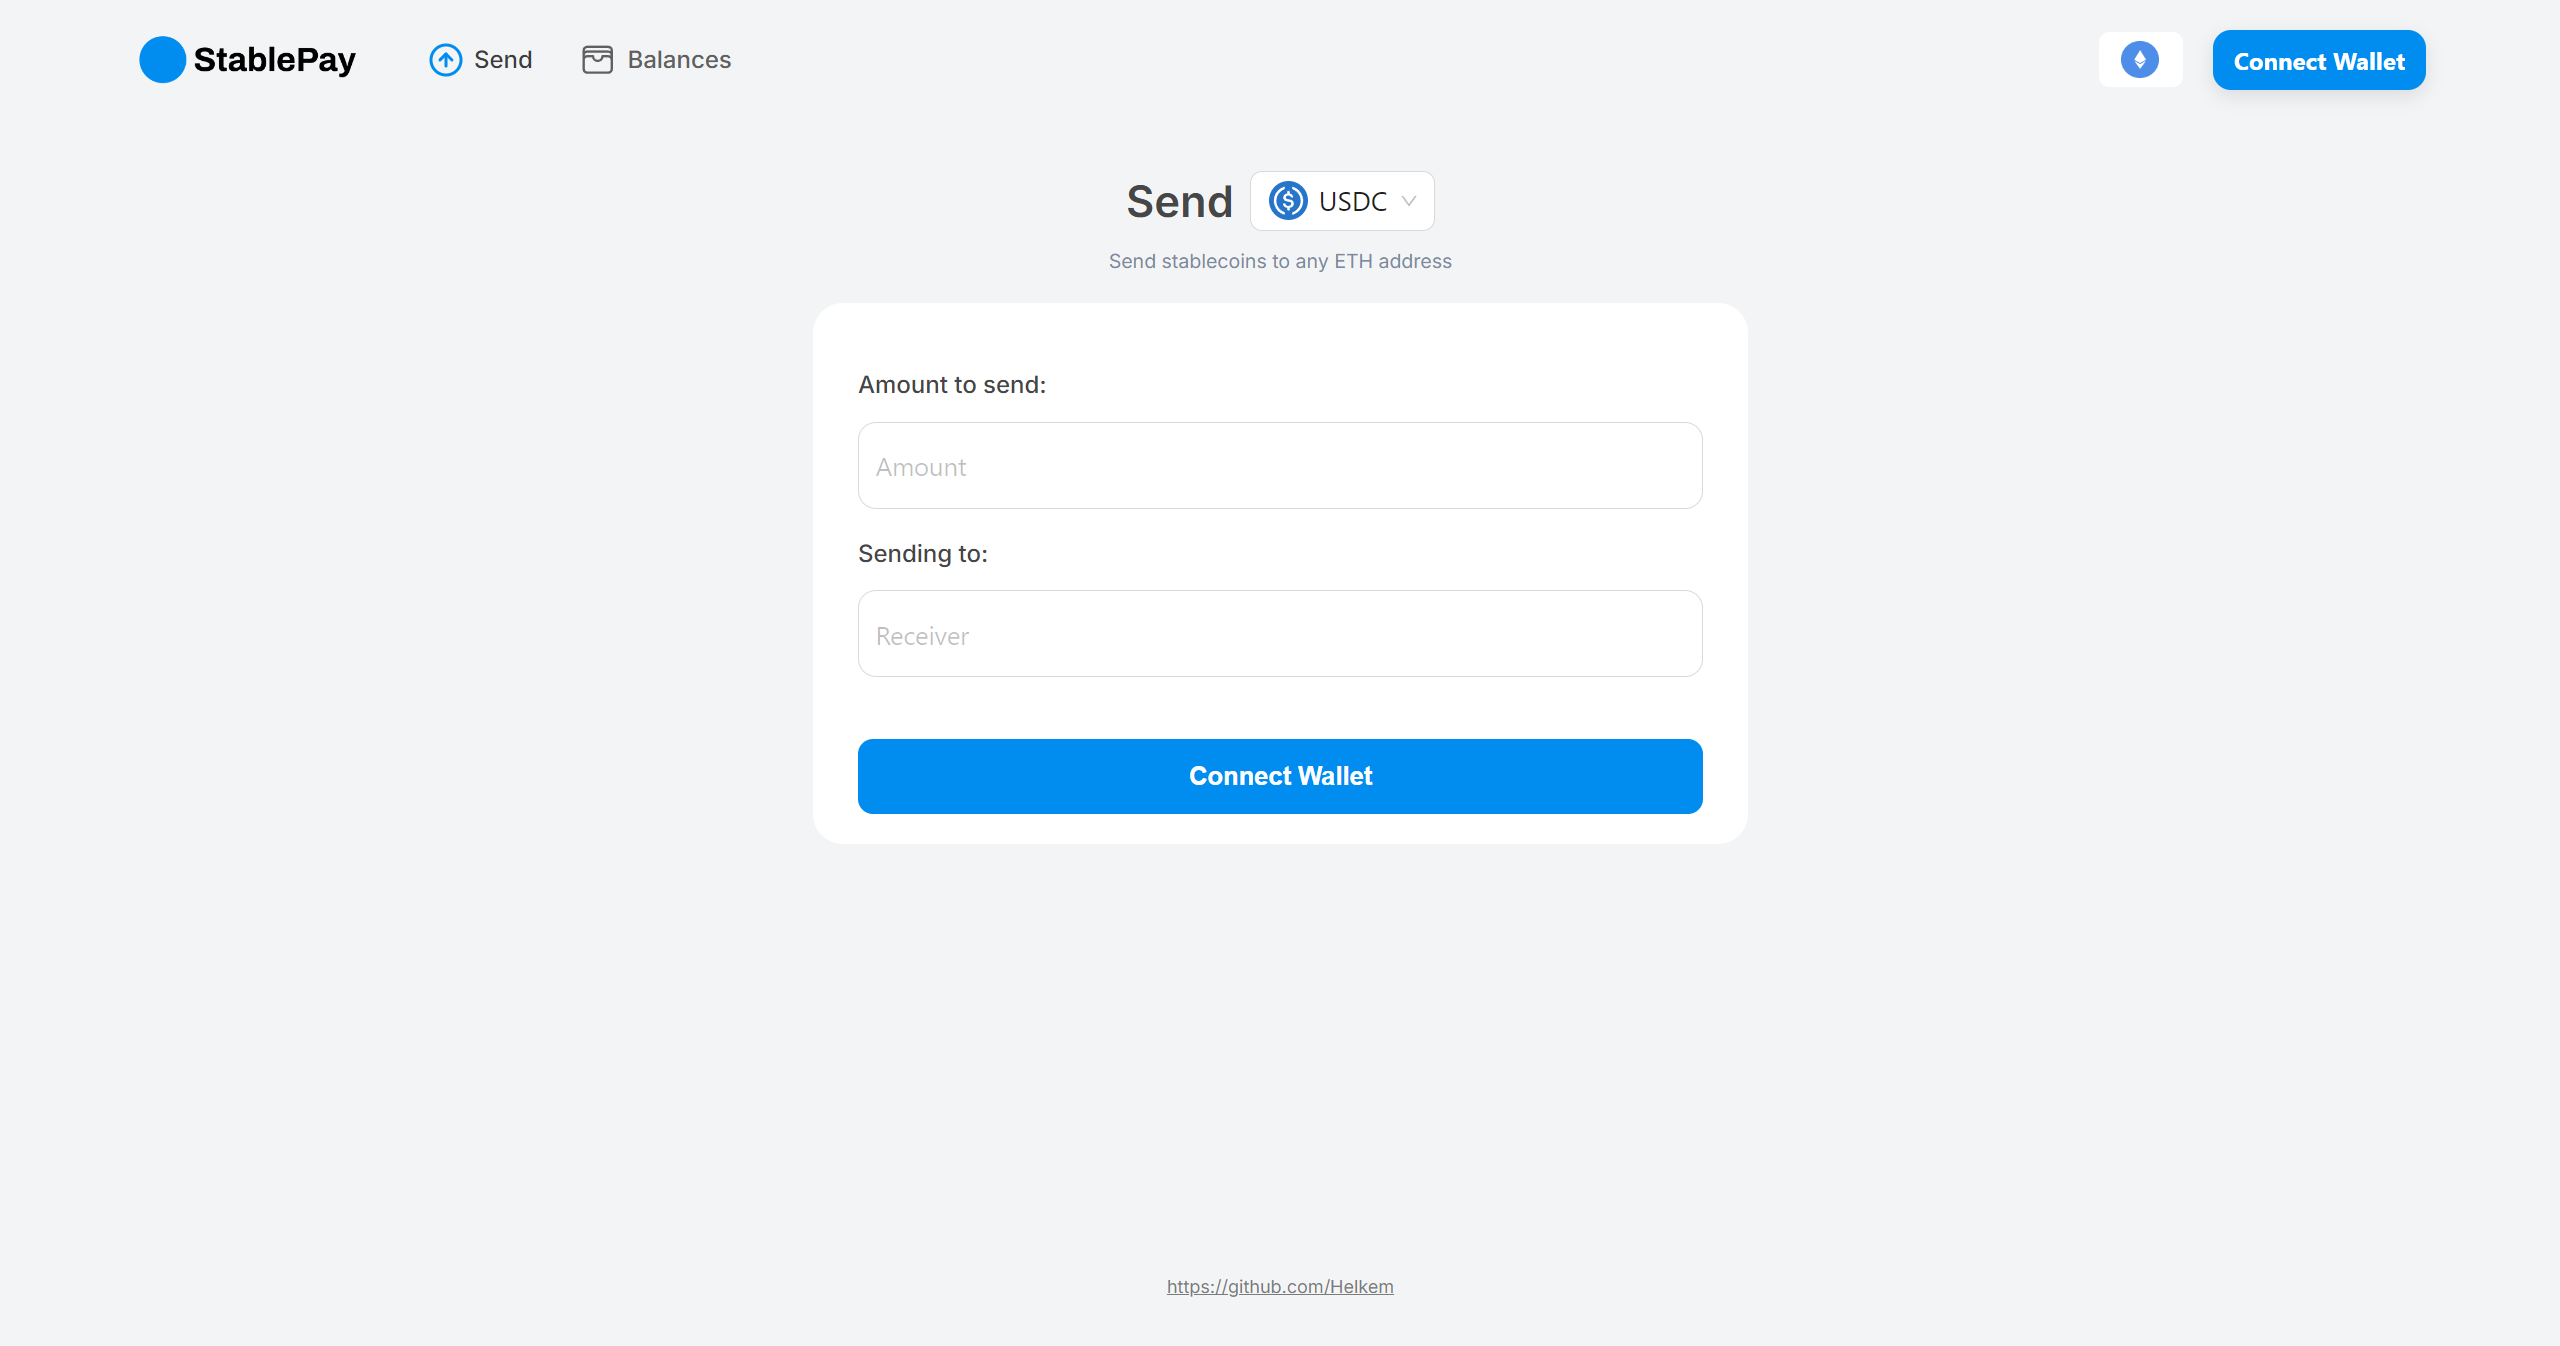 StablePay
Send
Balances
Connect Wallet
Send
USDC
Send stablecoins to any ETH address
Amount to send:
Amount
Sending to:
Receiver
Connect Wallet
https://github.com/Helkem